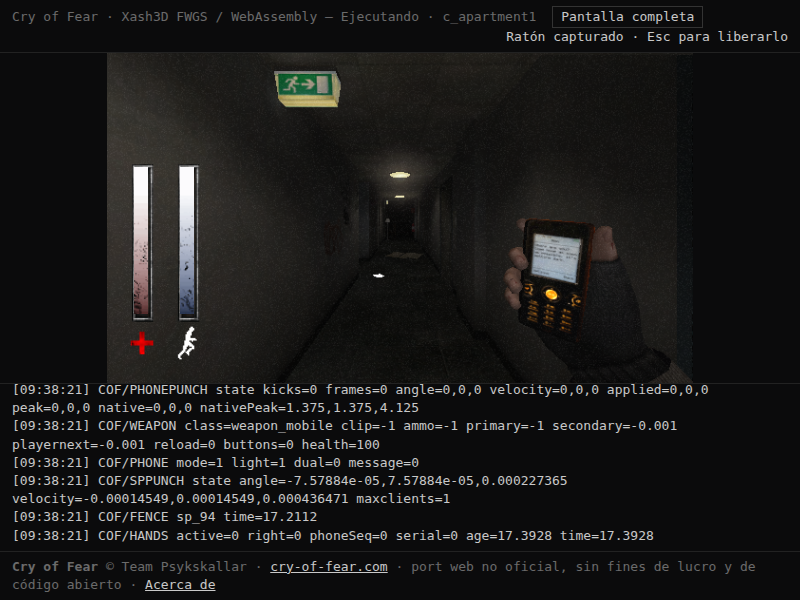 Cry of Fear · Xash3D FWGS / WebAssembly — Ejecutando · c_apartment1
Pantalla completa
Ratón capturado · Esc para liberarlo
[09:38:21] COF/PHONEPUNCH state kicks=0 frames=0 angle=0,0,0 velocity=0,0,0 applied=0,0,0
peak=0,0,0 native=0,0,0 nativePeak=1.375,1.375,4.125
[09:38:21] COF/WEAPON class=weapon_mobile clip=-1 ammo=-1 primary=-1 secondary=-0.001
playernext=-0.001 reload=0 buttons=0 health=100
[09:38:21] COF/PHONE mode=1 light=1 dual=0 message=0
[09:38:21] COF/SPPUNCH state angle=-7.57884e-05,7.57884e-05,0.000227365
velocity=-0.00014549,0.00014549,0.000436471 maxclients=1
[09:38:21] COF/FENCE sp_94 time=17.2112
[09:38:21] COF/HANDS active=0 right=0 phoneSeq=0 serial=0 age=17.3928 time=17.3928
Cry of Fear © Team Psykskallar · cry-of-fear.com · port web no oficial, sin fines de lucro y de
código abierto · Acerca de